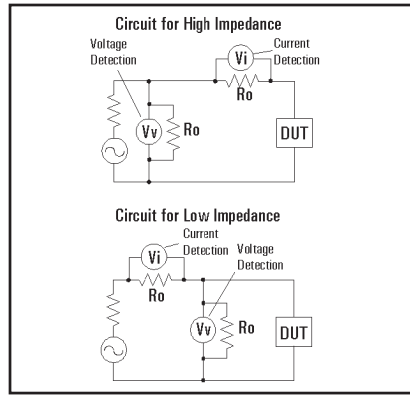 Circuit for High Impedance
Voltage
Detection
Current
Detection
Vi
Ro
Vv
Ro
DUT
Circuit for Low Impedance
Current
Detection
Voltage
Detection
Vi
Ro
Vv
Ro
DUT